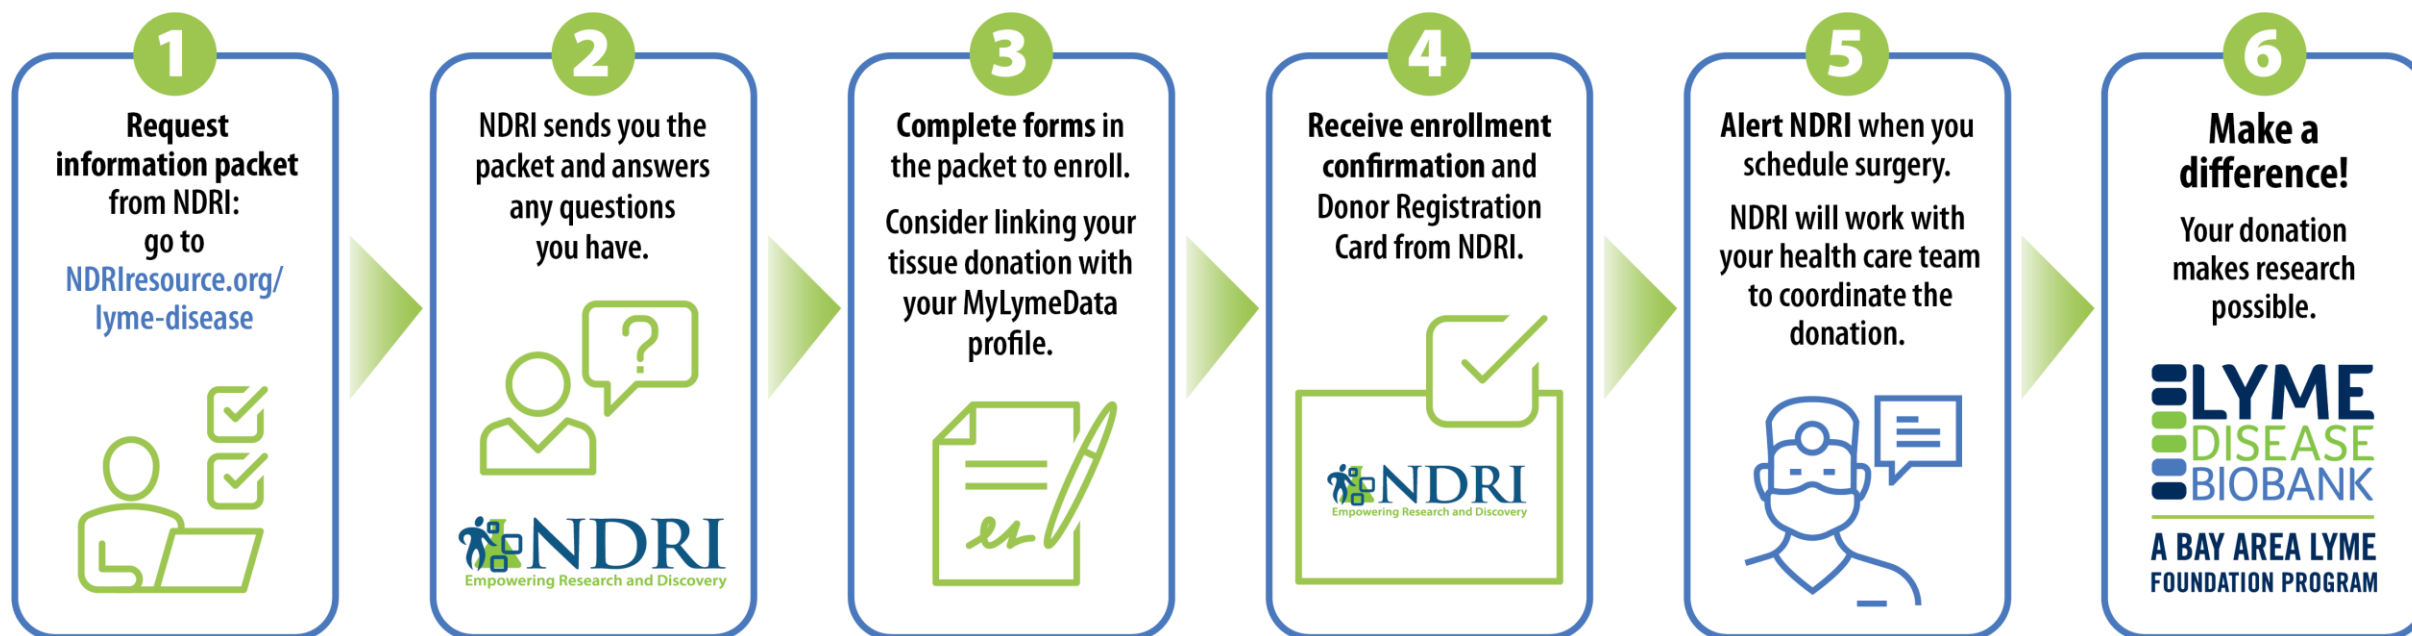 1
Request
information packet
from NDRI:
go to
NDRIresource.org/
lyme-disease
2
NDRI sends you the
packet and answers
any questions
you have.
?
NDRI
Empowering Research and Discovery
3
Complete forms in
the packet to enroll.
Consider linking your
tissue donation with
your MyLymeData
profile.
4
Receive enrollment
confirmation and
Donor Registration
Card from NDRI.
NDRI
Empowering Research and Discovery
5
Alert NDRI when you
schedule surgery.
NDRI will work with
your health care team
to coordinate the
donation.
6
Make a
difference!
Your donation
makes research
possible.
LYME
DISEASE
BIOBANK
A BAY AREA LYME
FOUNDATION PROGRAM